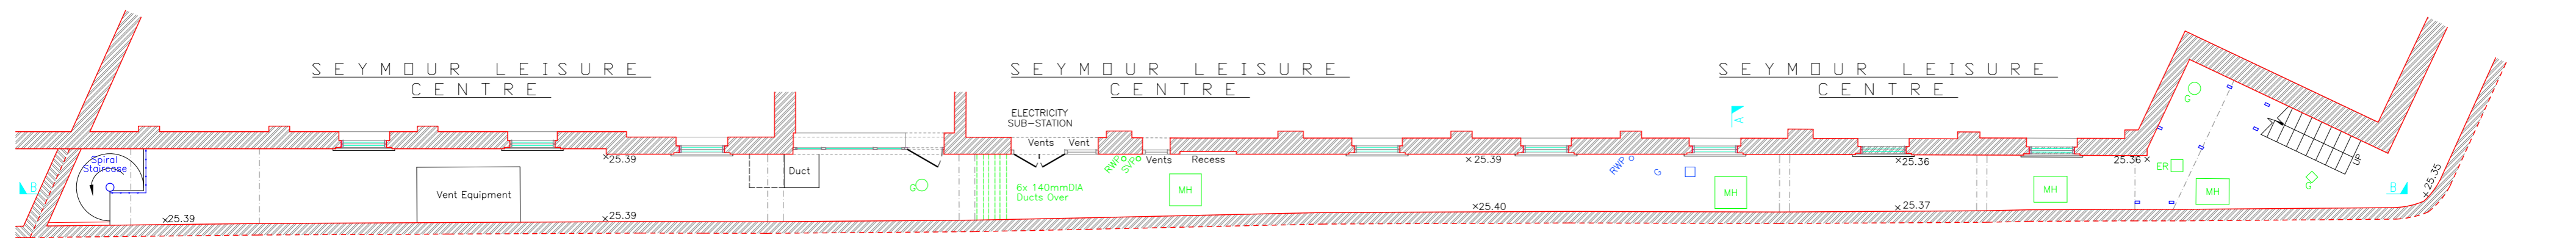 SEYMOUR LEISURE
CENTRE
SEYMOUR LEISURE
CENTRE
SEYMOUR LEISURE
CENTRE
ELECTRICITY
SUB-STATION
Vents
Vent
Vents
Recess
RWP
SVP
RWP
G
A
G
UP
Spiral
Staircase
B
25.39
25.39
25.39
25.39
Vent Equipment
Duct
G
6x 140mmDIA
Ducts Over
MH
25.39
25.40
MH
25.36
25.37
MH
25.36
ER
MH
G
B
25.35